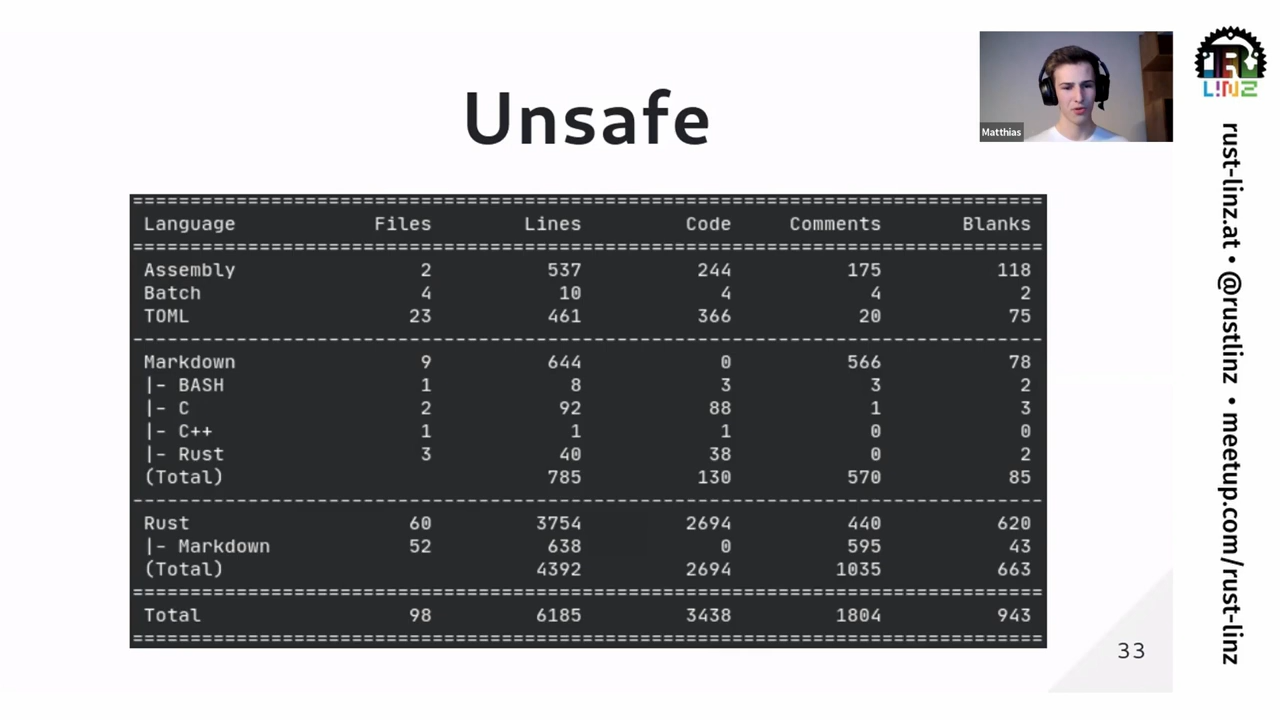 Unsafe
Matthias
L!NZ
rust-linz.at • @rustlinz • meetup.com/rust-linz
Language Files Lines Code Comments Blanks
Assembly 2 537 244 175 118
Batch 4 10 4 4 2
TOML 23 461 366 20 75
Markdown 9 644 0 566 78
|- BASH 1 8 3 3 2
|- C 2 92 88 1 3
|- C++ 1 1 1 0 0
|- Rust 3 40 38 0 2
(Total) 785 130 570 85
Rust 60 3754 2694 440 620
|- Markdown 52 638 0 595 43
(Total) 4392 2694 1035 663
Total 98 6185 3438 1804 943
33